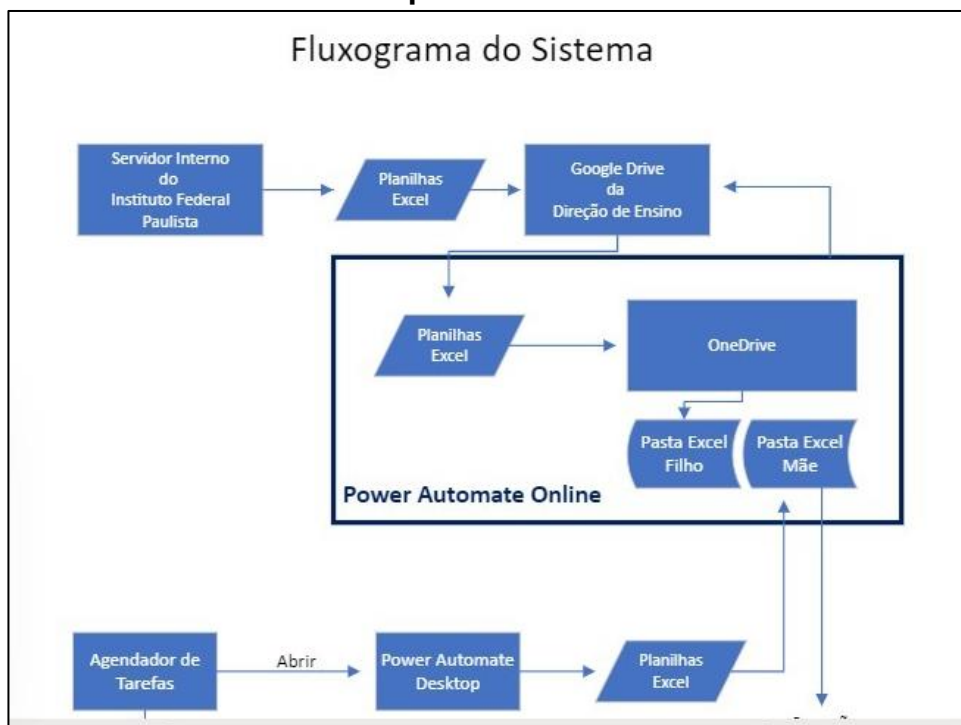 Fluxograma do Sistema
Servidor Interno
do
Instituto Federal
Paulista
Planilhas
Excel
Google Drive
da
Direção de Ensino
Planilhas
Excel
OneDrive
Pasta Excel
Filho
Pasta Excel
Mãe
Power Automate Online
Agendador de
Tarefas
Abrir
Power Automate
Desktop
Planilhas
Excel